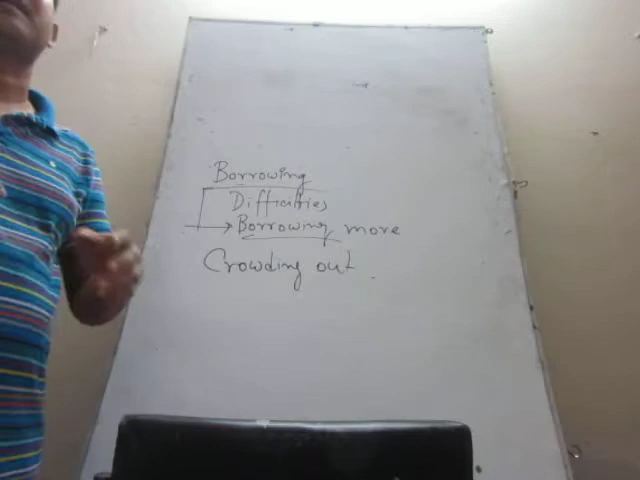 Borrowing
Difficulties
Borrowing more
Crowding out